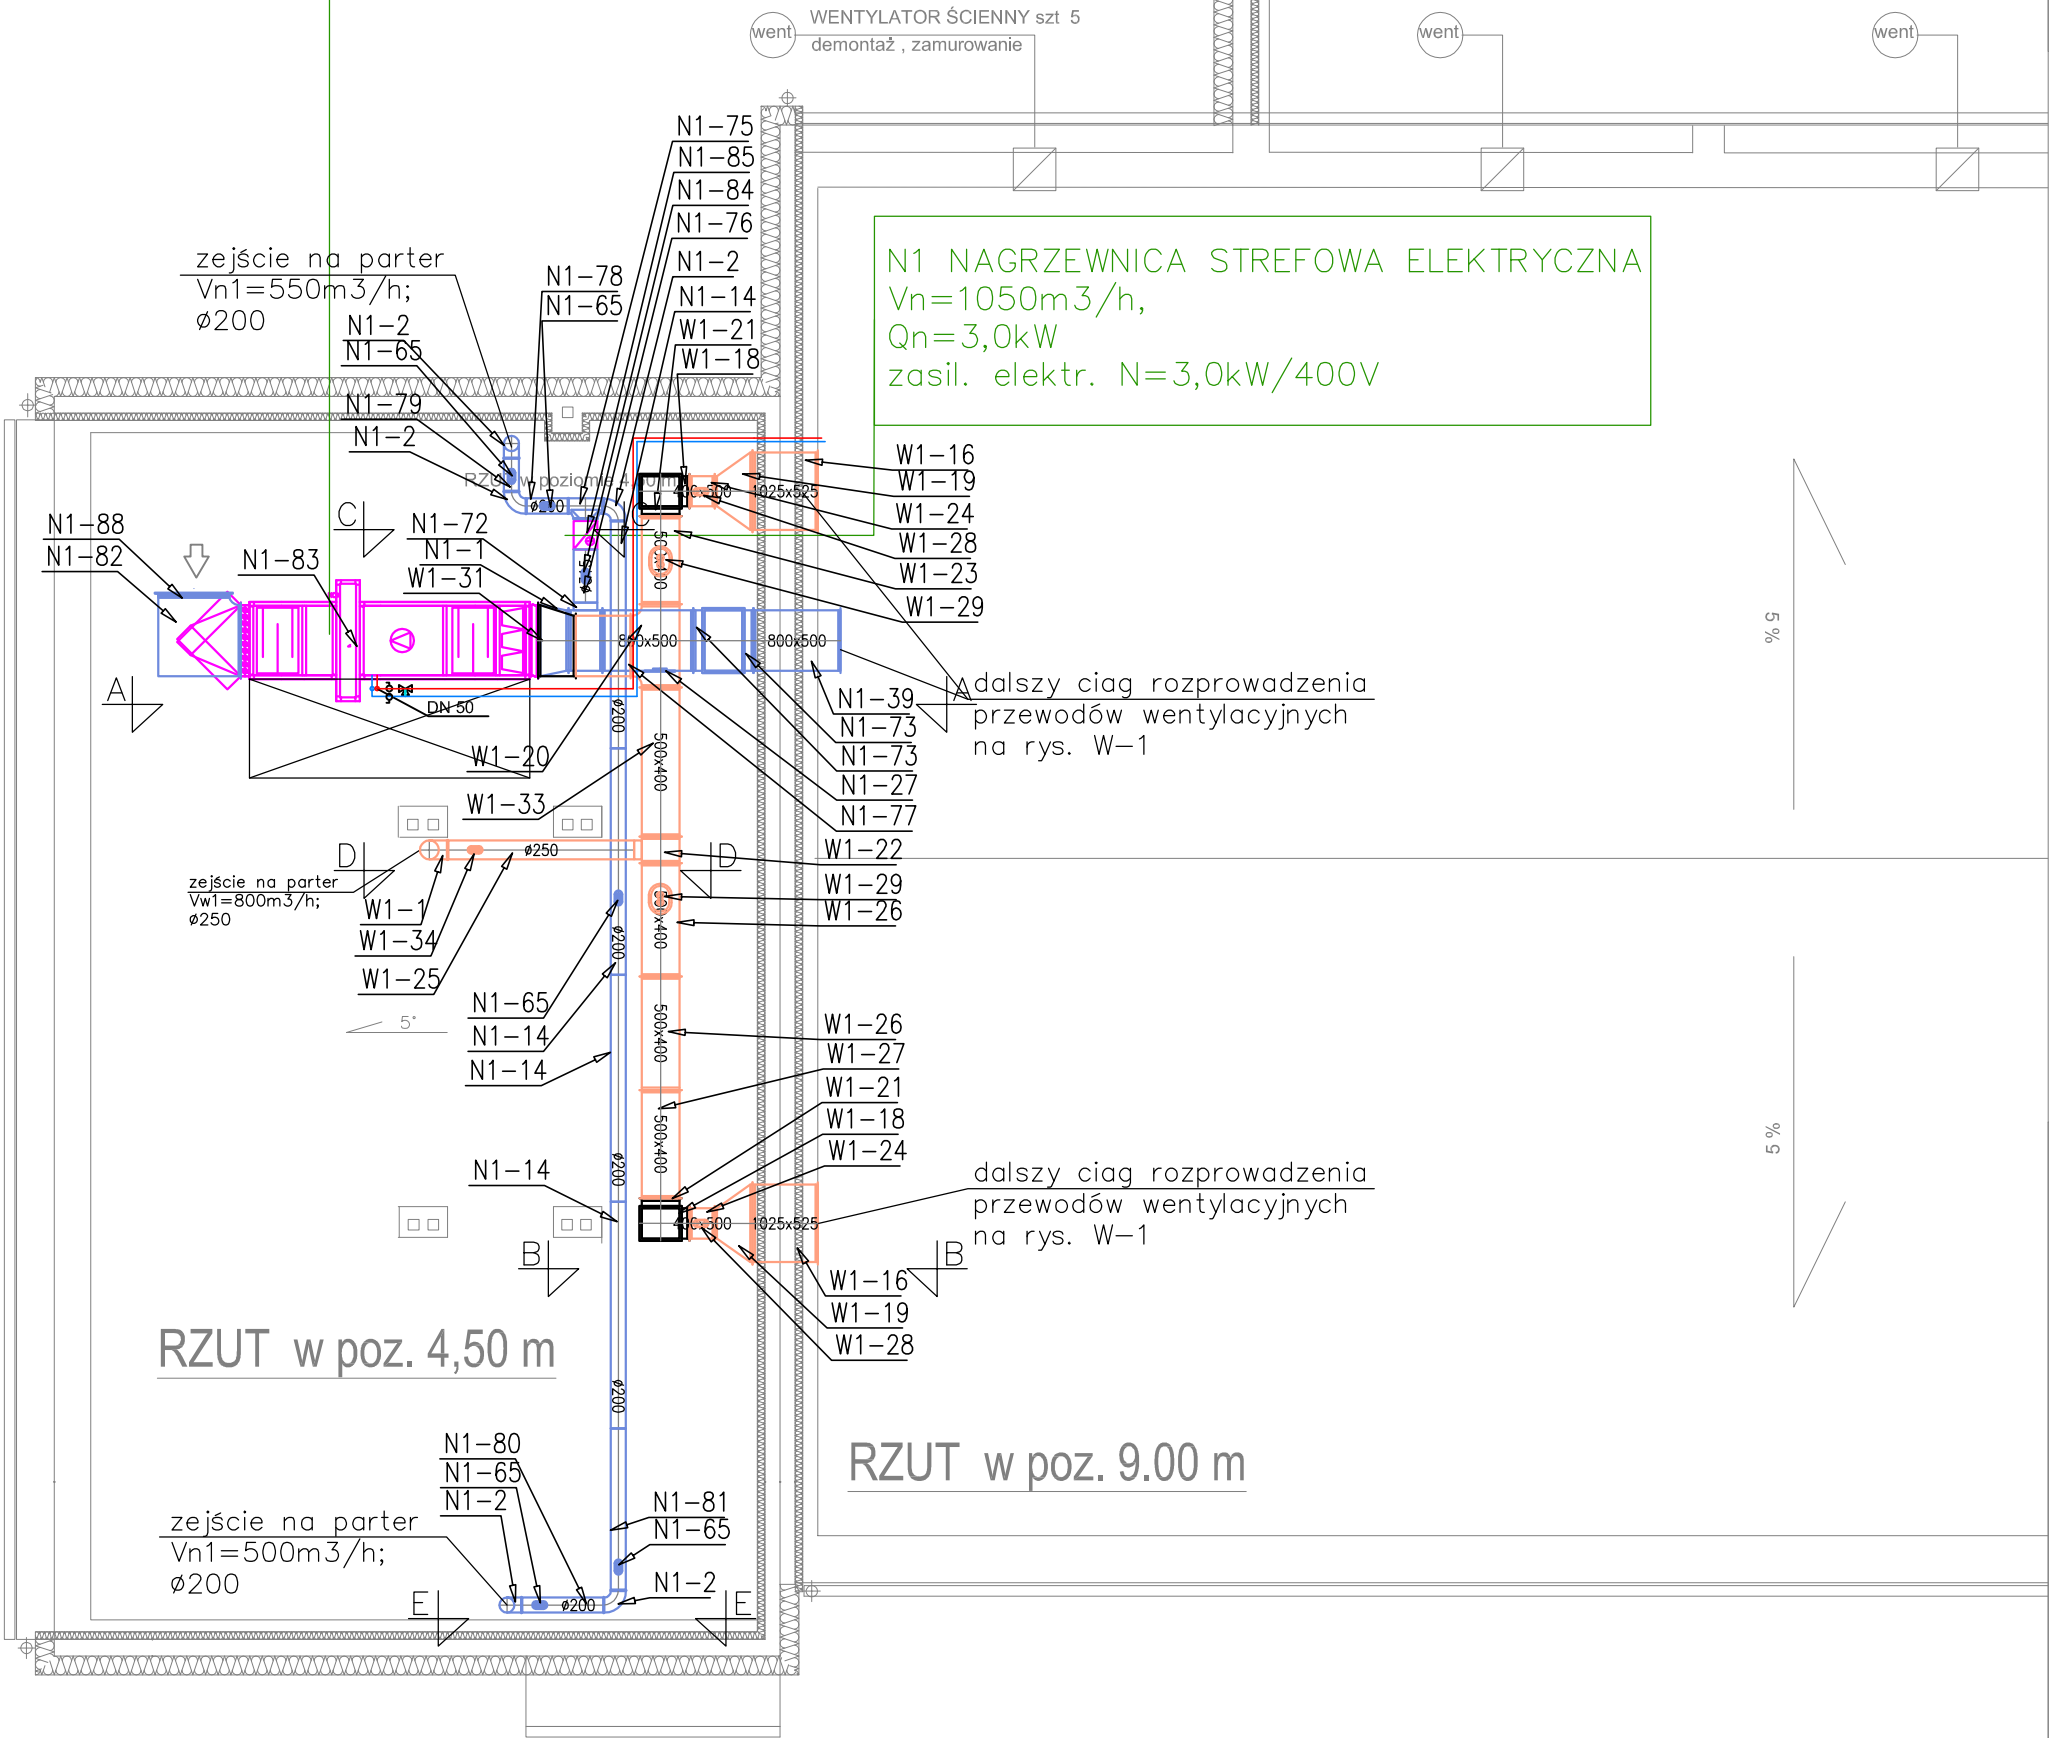 WENTYLATOR ŚCIENNY szt 5
demontaż , zamurowanie
went
went
went
N1-75
N1-85
N1-84
N1-76
N1-2
N1-14
W1-21
W1-18
zejście na parter
Vn1=550m3/h;
ø200
N1-78
N1-65
N1-2
N1-65
N1-79
N1-2
N1 NAGRZEWNICA STREFOWA ELEKTRYCZNA
Vn=1050m3/h,
Qn=3,0kW
zasil. elektr. N=3,0kW/400V
RZUT w poziomie 4,50 m
ø200
400x500
1025x525
W1-16
W1-19
W1-24
W1-28
W1-23
W1-29
C
C
N1-88
N1-82
N1-83
N1-72
N1-1
W1-31
500x400
800x500
800x500
5 %
A
A
DN 50
ø200
W1-20
W1-33
500x400
N1-39
N1-73
N1-73
N1-27
N1-77
dalszy ciag rozprowadzenia
przewodów wentylacyjnych
na rys. W-1
D
D
ø250
zejście na parter
Vw1=800m3/h;
ø250
W1-1
W1-34
W1-25
W1-22
W1-29
W1-26
500x400
ø200
5°
N1-65
N1-14
N1-14
500x400
W1-26
W1-27
W1-21
W1-18
W1-24
500x400
ø200
N1-14
400x500
1025x525
dalszy ciag rozprowadzenia
przewodów wentylacyjnych
na rys. W-1
5 %
B
B
W1-16
W1-19
W1-28
RZUT w poz. 4,50 m
ø200
RZUT w poz. 9.00 m
N1-80
N1-65
N1-2
zejście na parter
Vn1=500m3/h;
ø200
N1-81
N1-65
N1-2
ø200
E
E